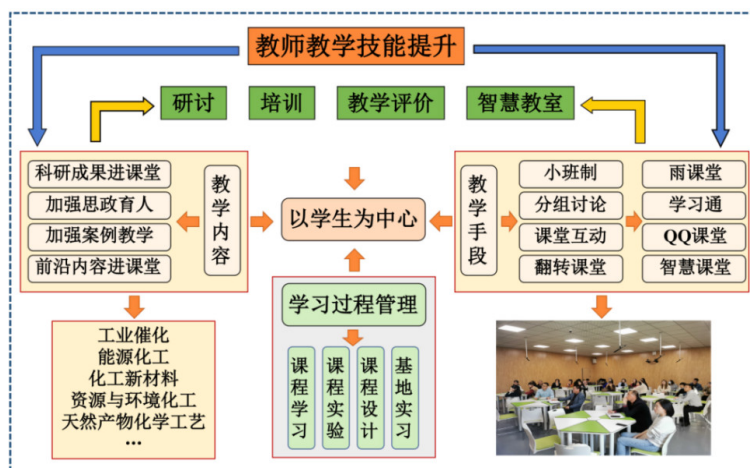 教师教学技能提升
研讨
培训
教学评价
智慧教室
科研成果进课堂
加强思政育人
加强案例教学
前沿内容进课堂
教学内容
以学生为中心
教学手段
小班制
分组讨论
课堂互动
翻转课堂
雨课堂
学习通
QQ课堂
智慧课堂
学习过程管理
课程学习
课程实验
课程设计
基地实习
工业催化
能源化工
化工新材料
资源与环境化工
天然产物化学工艺
...